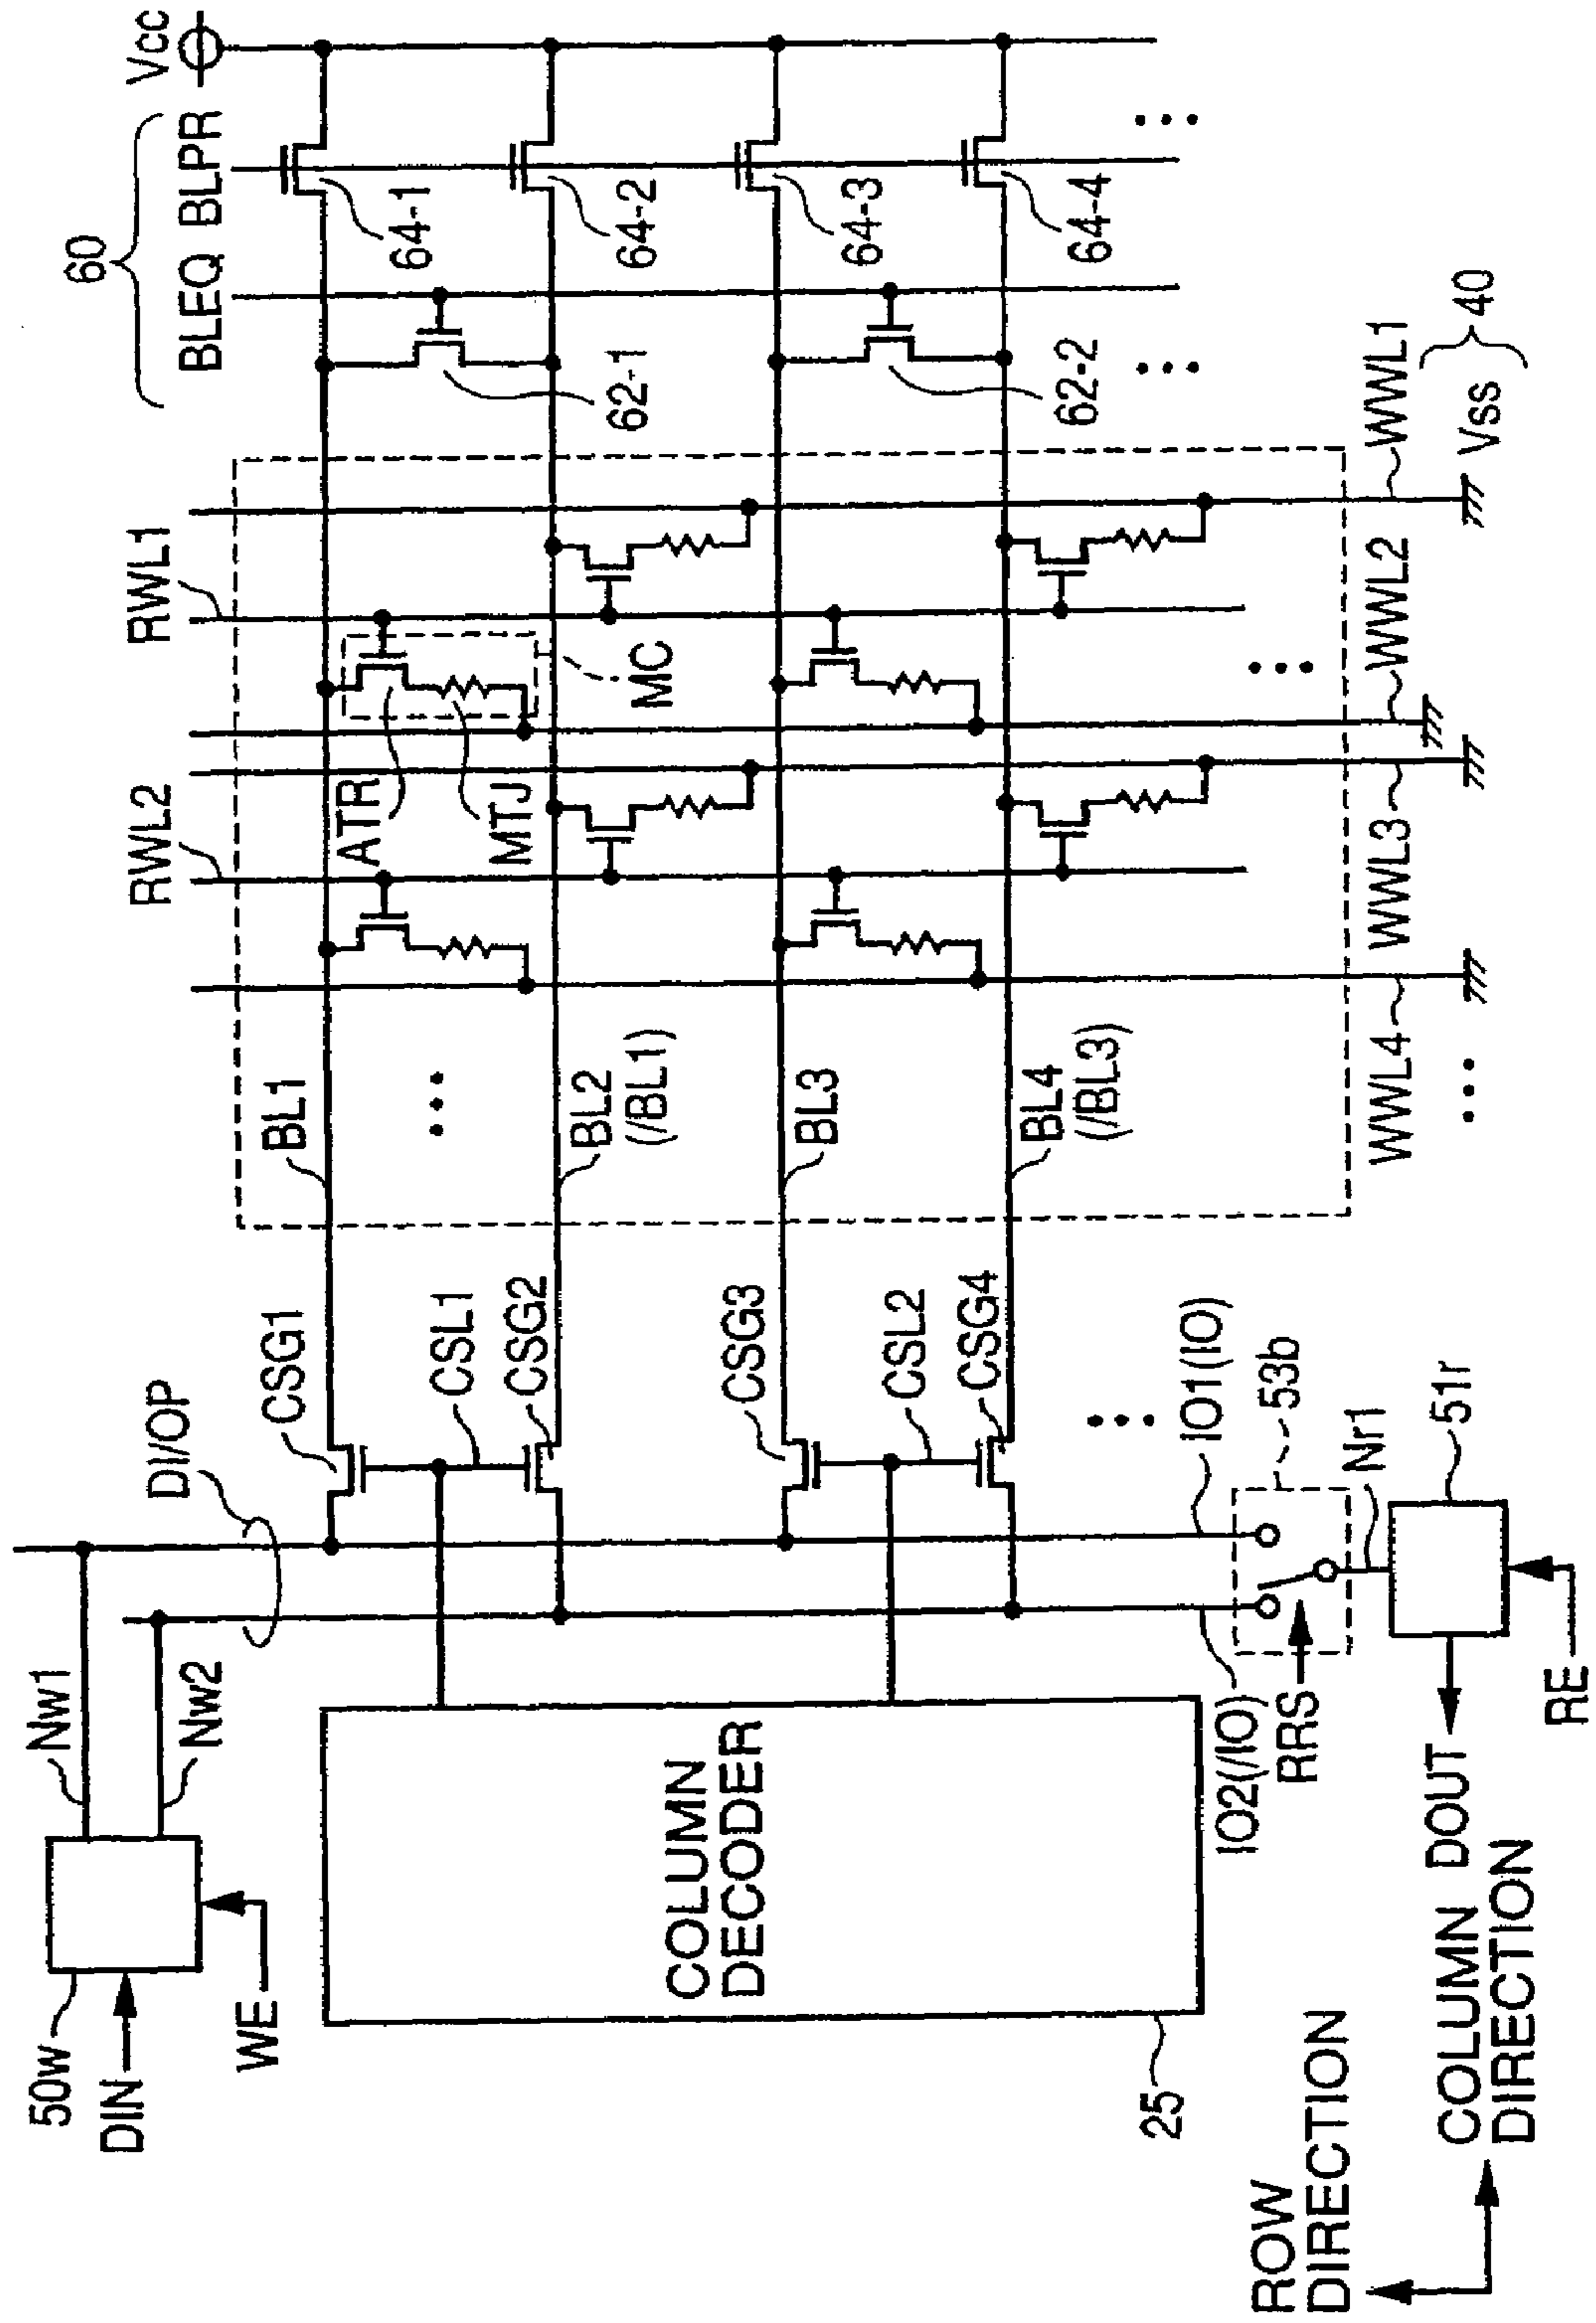 Vcc
60
BLEQ BLPR
64-1
64-2
64-3
64-4
62-1
62-2
40
Vss
RWL1
RWL2
WWL1
WWL2
WWL3
WWL4
ATR
MTJ
MC
BL1
BL2
(/BL1)
BL3
BL4
(/BL3)
CSG1
CSL1
CSG2
CSG3
CSL2
CSG4
DI/OP
IO1(IO)
IO2(/IO)
53b
Nr1
51r
RRS
RE
DOUT
Nw1
Nw2
50w
DIN
WE
COLUMN
DECODER
25
ROW
DIRECTION
COLUMN
DIRECTION